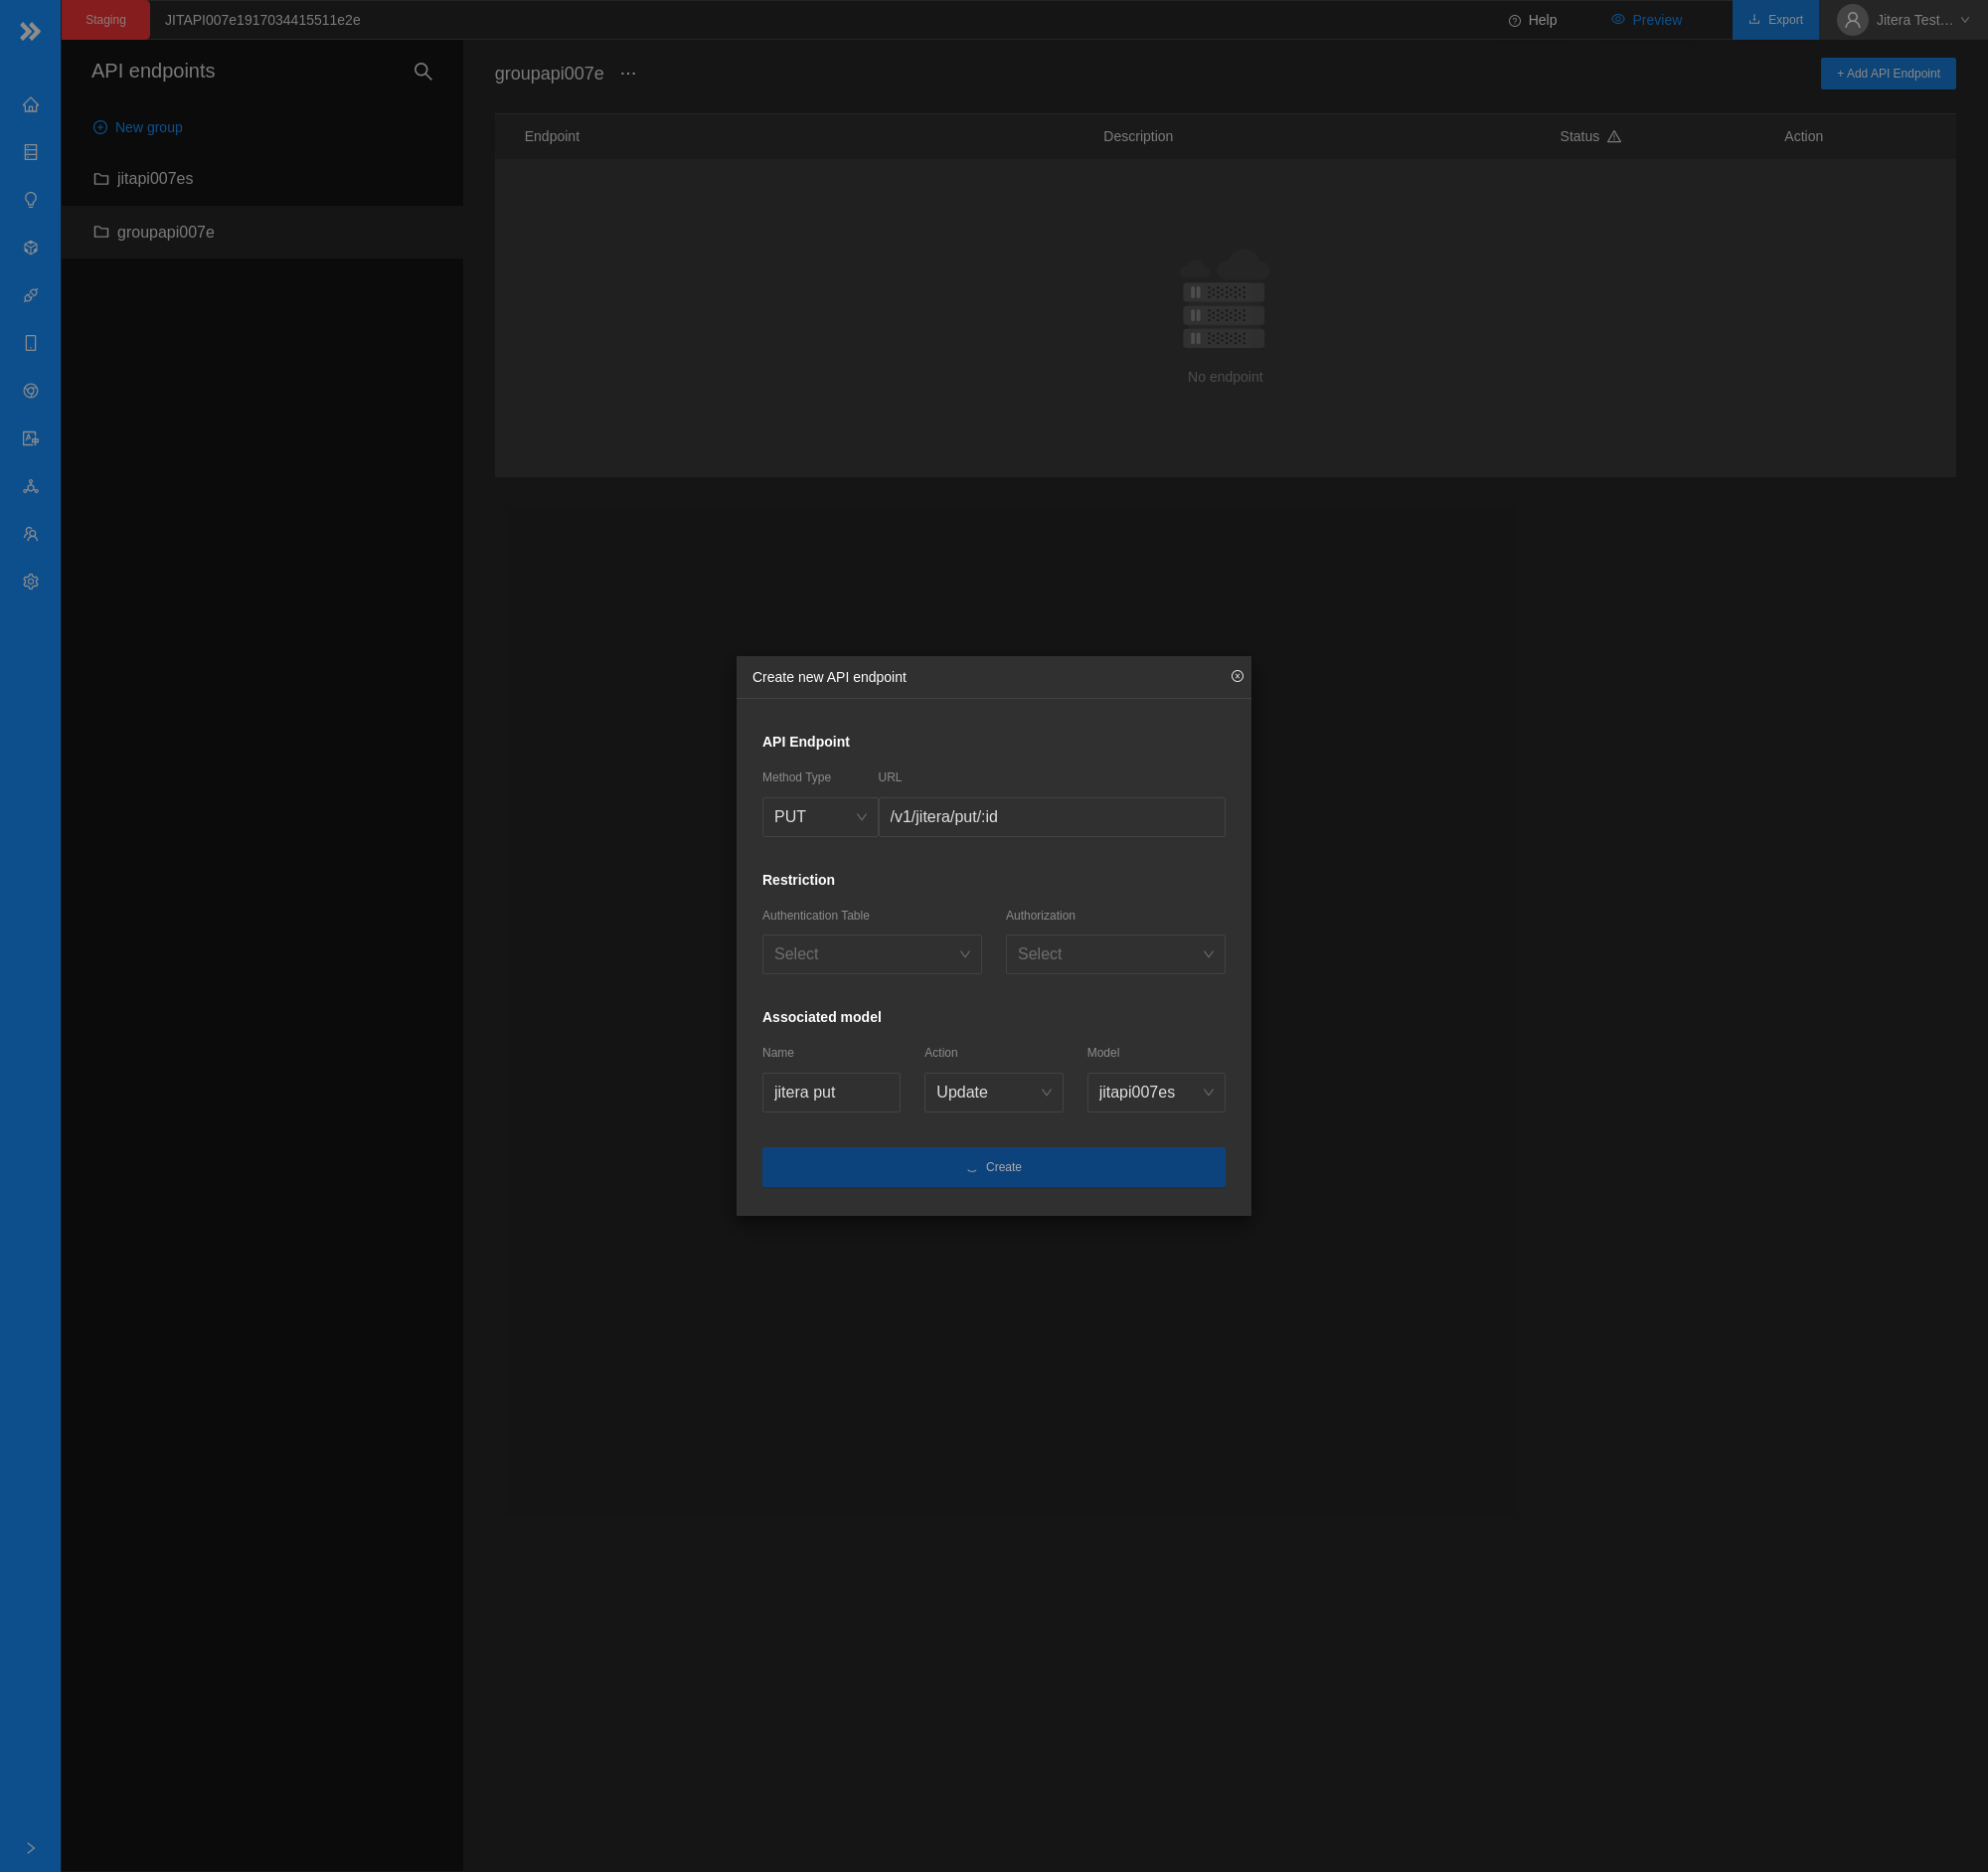 Staging JITAPI007e1917034415511e2e Help Preview Export Jitera Test...
API endpoints
New group
jitapi007es
groupapi007e
groupapi007e ... + Add API Endpoint
Endpoint Description Status Action
No endpoint
Create new API endpoint
API Endpoint
Method Type URL
PUT /v1/jitera/put/:id
Restriction
Authentication Table Authorization
Select Select
Associated model
Name Action Model
jitera put Update jitapi007es
Create